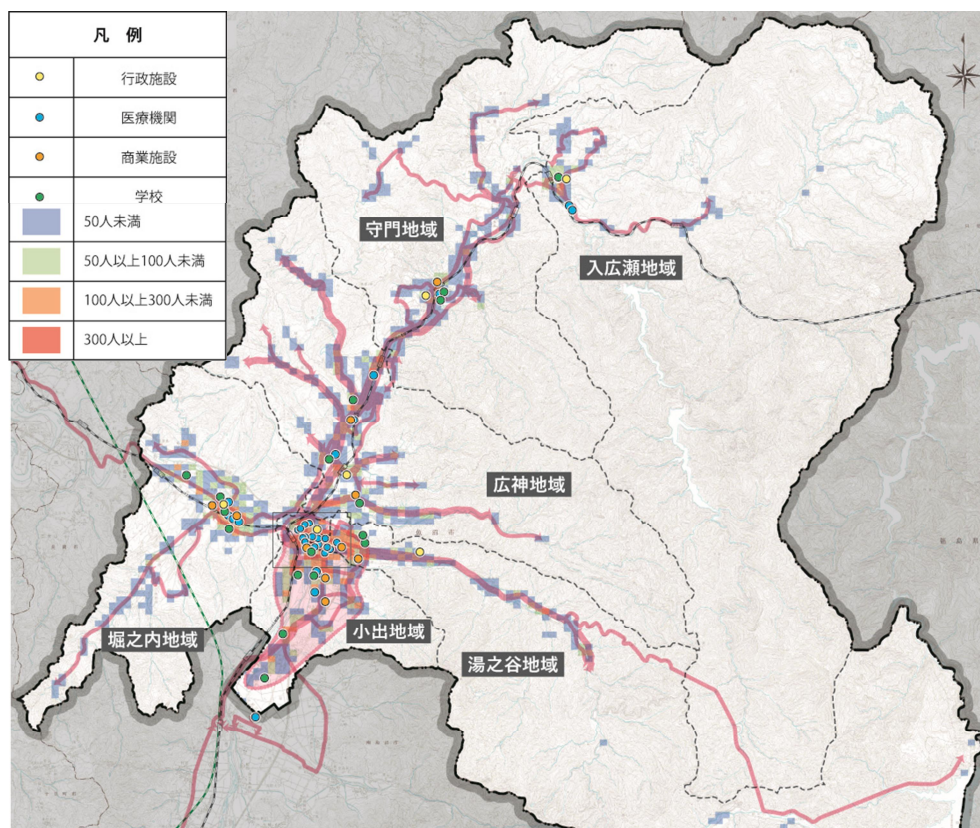 凡 例
行政施設
医療機関
商業施設
学校
50人未満
50人以上100人未満
100人以上300人未満
300人以上
守門地域
入広瀬地域
広神地域
堀之内地域
小出地域
湯之谷地域